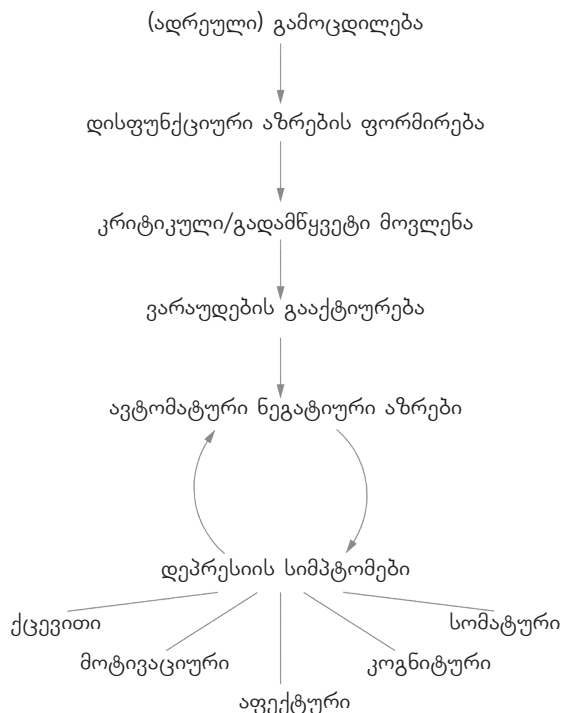 (ადრეული) გამოცდილება
დისფუნქციური აზრების ფორმირება
კრიტიკული/გადამწყვეტი მოვლენა
ვარაუდების გააქტიურება
ავტომატური ნეგატიური აზრები
დეპრესიის სიმპტომები
ქცევითი
სომატური
მოტივაციური
კოგნიტური
აფექტური